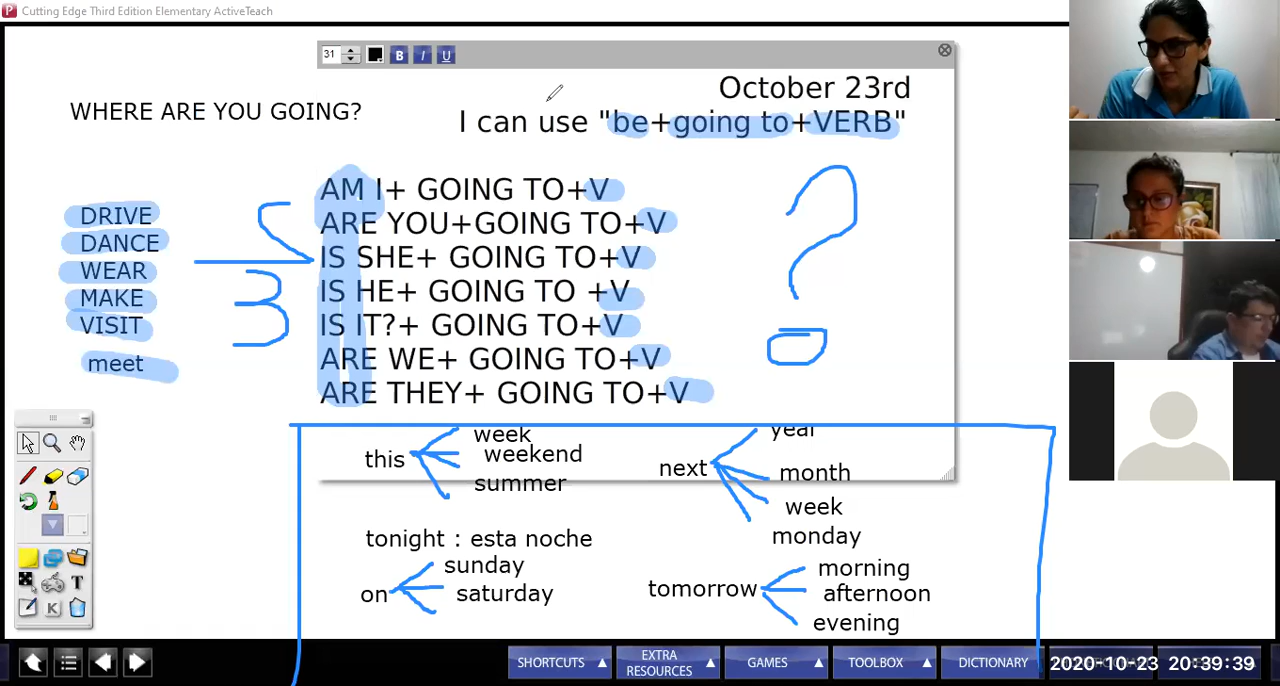 Cutting Edge Third Edition Elementary ActiveTeach
31
B I U
October 23rd
WHERE ARE YOU GOING?
I can use "be+going to+VERB"
AM I+ GOING TO+V
ARE YOU+GOING TO+V
IS SHE+ GOING TO+V
IS HE+ GOING TO +V
IS IT?+ GOING TO+V
ARE WE+ GOING TO+V
ARE THEY+ GOING TO+V
?
DRIVE
DANCE
WEAR
MAKE
VISIT
meet
this
week
weekend
summer
next
year
month
week
monday
tonight : esta noche
on
sunday
saturday
tomorrow
morning
afternoon
evening
T
K
SHORTCUTS
EXTRA
RESOURCES
GAMES
TOOLBOX
DICTIONARY
2020-10-23 20:39:39